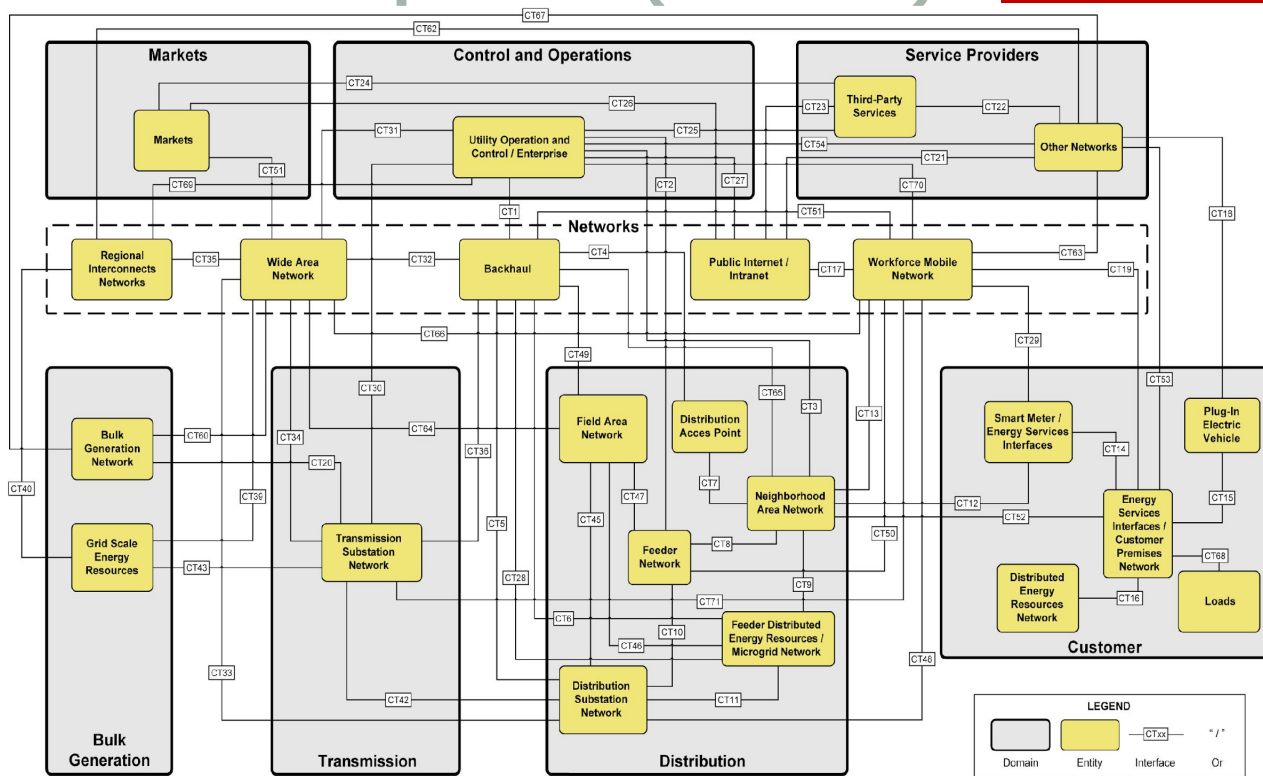 CT67
CT62
Markets
Control and Operations
Service Providers
CT24
CT26
CT23
Third-Party
Services
CT22
CT31
CT25
Markets
Utility Operation and
Control / Enterprise
CT54
Other Networks
CT51
CT69
CT2
CT27
CT21
CT70
CT1
CT51
CT18
Networks
Regional
Interconnects
Networks
CT35
Wide Area
Network
CT32
Backhaul
CT4
Public Internet /
Intranet
CT17
Workforce Mobile
Network
CT63
CT19
CT66
CT29
CT49
CT30
CT65
CT3
CT13
CT53
Bulk
Generation
Network
CT60
CT20
CT34
CT64
CT36
Field Area
Network
Distribution
Acces Point
Smart Meter /
Energy Services
Interfaces
CT14
Plug-In
Electric
Vehicle
CT40
CT39
CT5
CT45
CT47
CT7
Neighborhood
Area Network
CT12
CT52
CT15
Energy
Services
Interfaces /
Customer
Premises
Network
Grid Scale
Energy
Resources
CT43
Transmission
Substation
Network
CT28
Feeder
Network
CT8
CT50
CT9
CT68
CT71
Distributed
Energy
Resources
Network
CT16
Loads
CT6
CT10
CT46
Feeder Distributed
Energy Resources /
Microgrid Network
CT48
Customer
CT33
CT42
Distribution
Substation
Network
CT11
Bulk
Generation
Transmission
Distribution
LEGEND
CTxx
" / "
Domain
Entity
Interface
Or